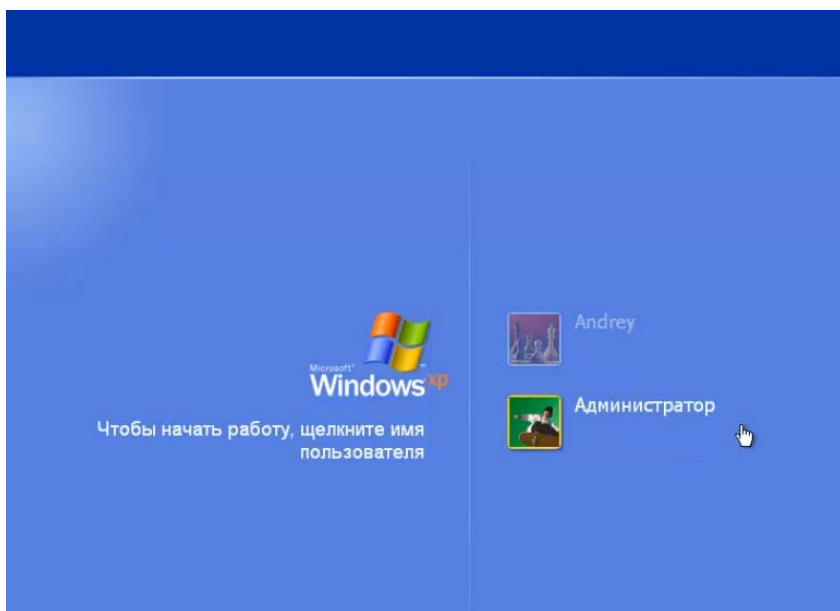 Microsoft®
Windows xp
Чтобы начать работу, щелкните имя
пользователя
Andrey
Администратор